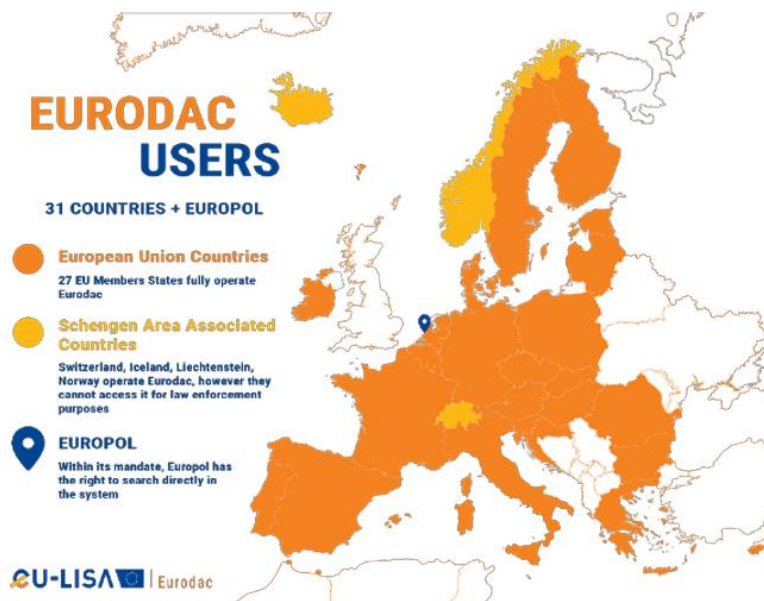 EURODAC
USERS
31 COUNTRIES + EUROPOL
European Union Countries
27 EU Members States fully operate
Eurodac
Schengen Area Associated
Countries
Switzerland, Iceland, Liechtenstein,
Norway operate Eurodac, however they
cannot access it for law enforcement
purposes
EUROPOL
Within its mandate, Europol has
the right to search directly in
the system
eU-LISA | Eurodac